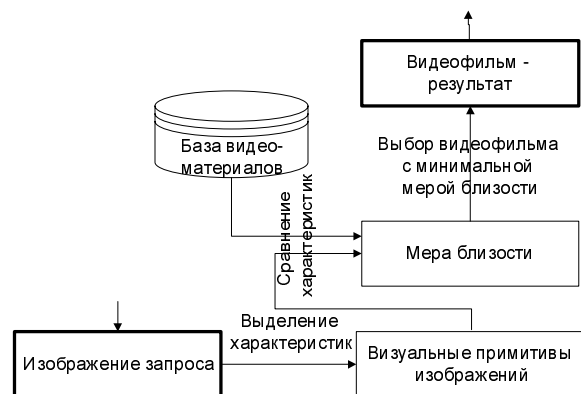 Видеофильм -
результат
База видео-
материалов
Выбор видеофильма
с минимальной
мерой близости
Сравнение
характеристик
Мера близости
Выделение
характеристик
Изображение запроса
Визуальные примитивы
изображений